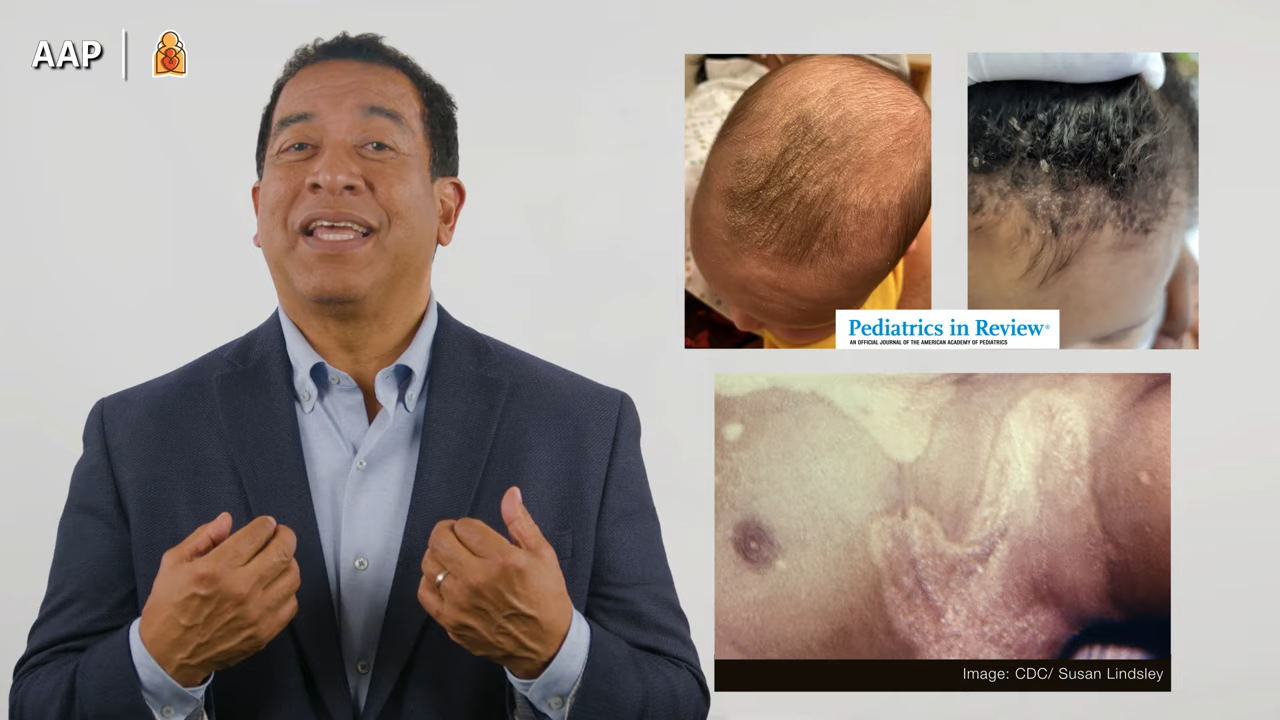 AAP
Pediatrics in Review®
AN OFFICIAL JOURNAL OF THE AMERICAN ACADEMY OF PEDIATRICS
Image: CDC/ Susan Lindsley